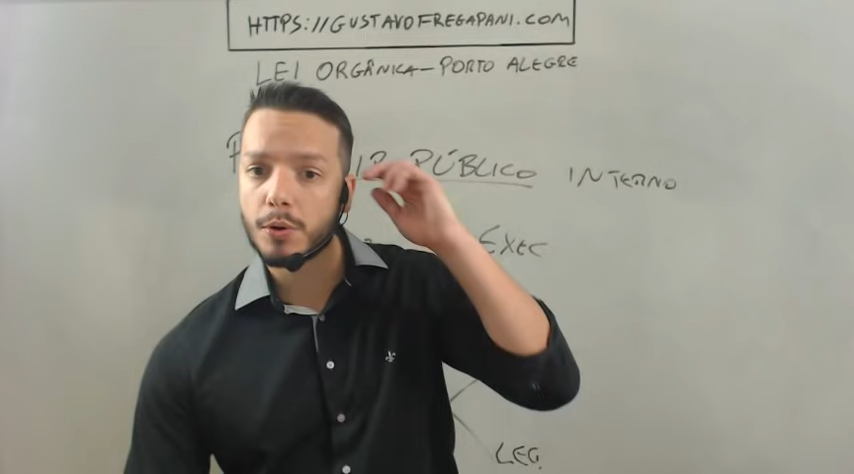 HTTPS://GUSTAVOFREGAPANI.COM
LEI ORGÂNICA - PORTO ALEGRE
PÚBLICO INTERNO
EXEC
LEG.